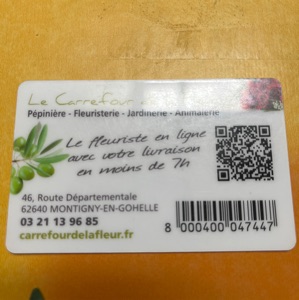 Le Carrefour
Pépinière - Fleuristerie - Jardinerie - Animalerie
Le fleuriste en ligne
avec votre livraison
en moins de 7h
46, Route Départementale
62640 MONTIGNY-EN-GOHELLE
03 21 13 96 85
carrefourdelafleur.fr
8 000400 047447